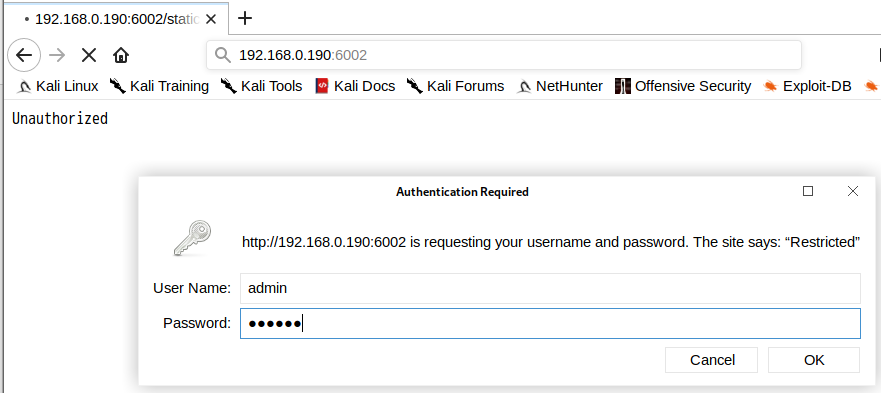 192.168.0.190:6002/static
192.168.0.190:6002
Kali Linux Kali Training Kali Tools Kali Docs Kali Forums NetHunter Offensive Security Exploit-DB
Unauthorized
Authentication Required
http://192.168.0.190:6002 is requesting your username and password. The site says: “Restricted”
User Name: admin
Password: ●●●●●●
Cancel OK